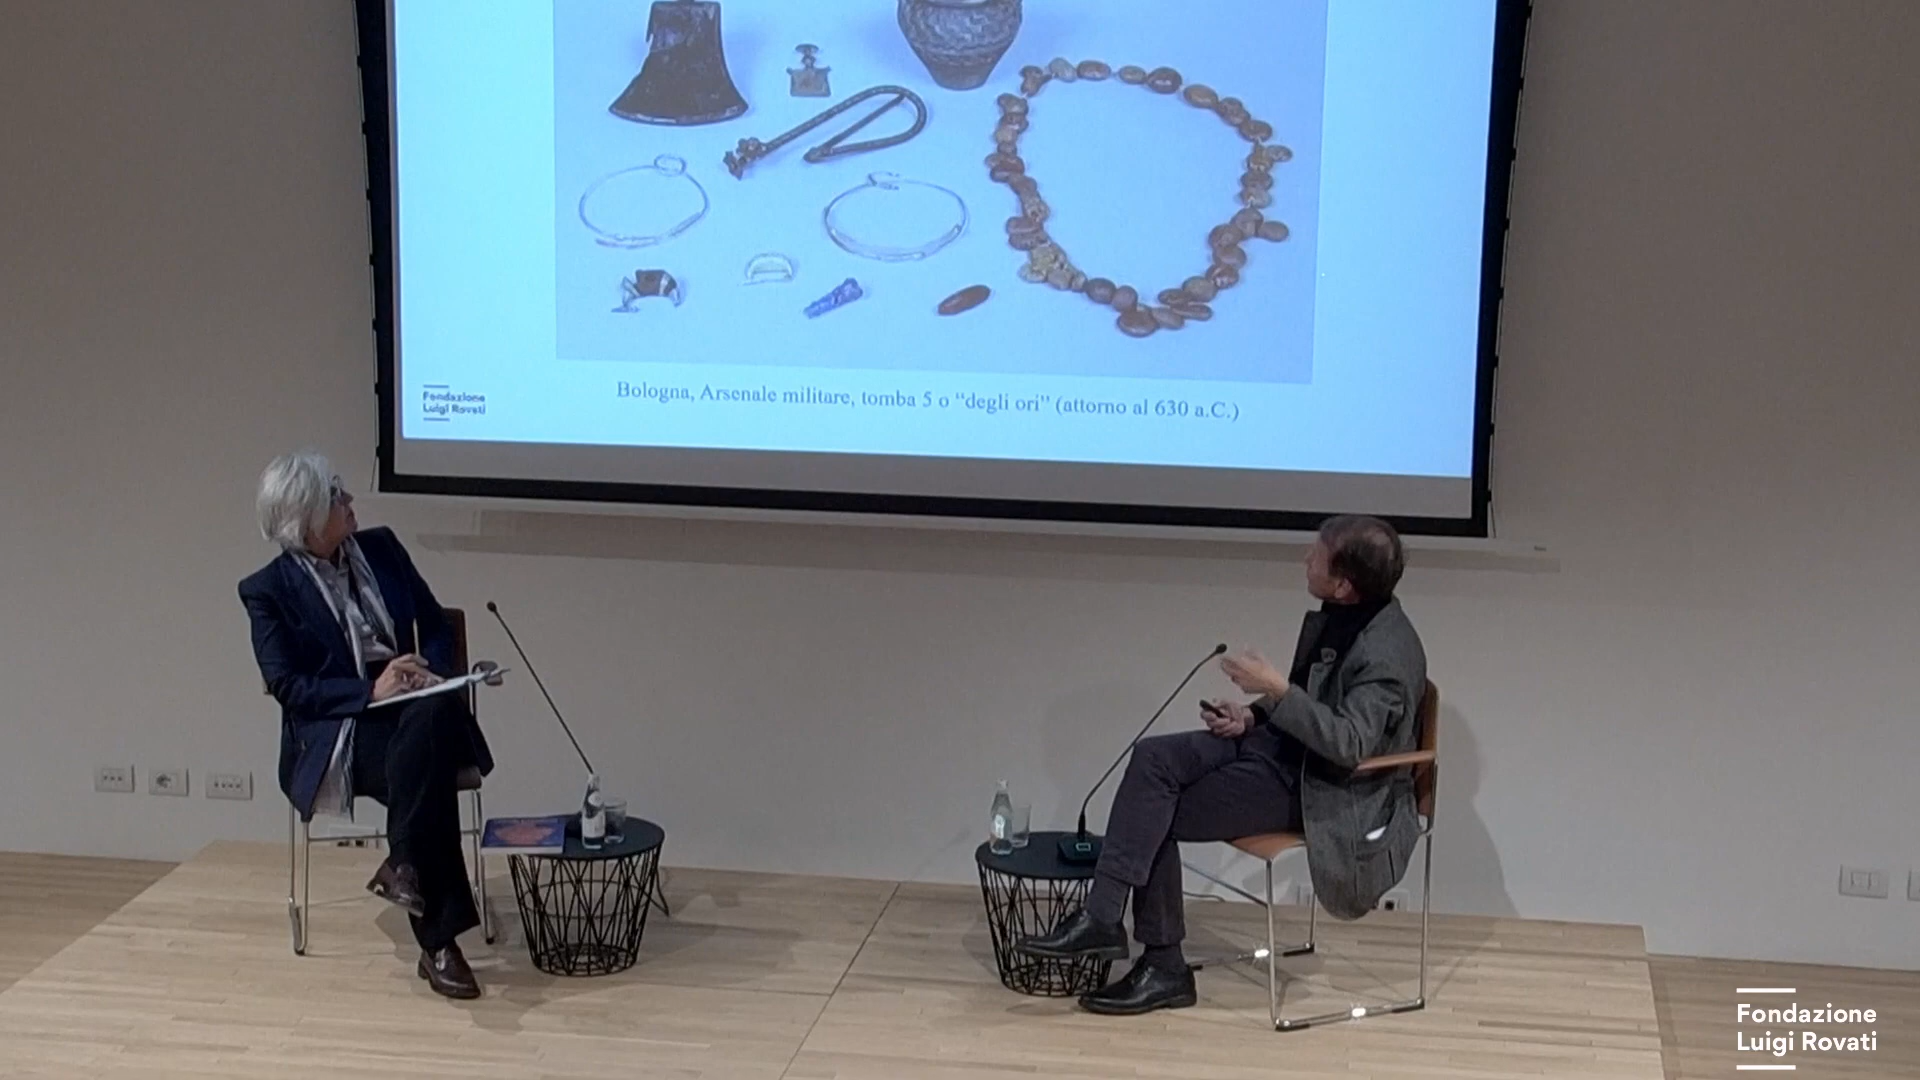 Bologna, Arsenale militare, tomba 5 o “degli ori” (attorno al 630 a.C.)
Fondazione
Luigi Rovati
Fondazione
Luigi Rovati